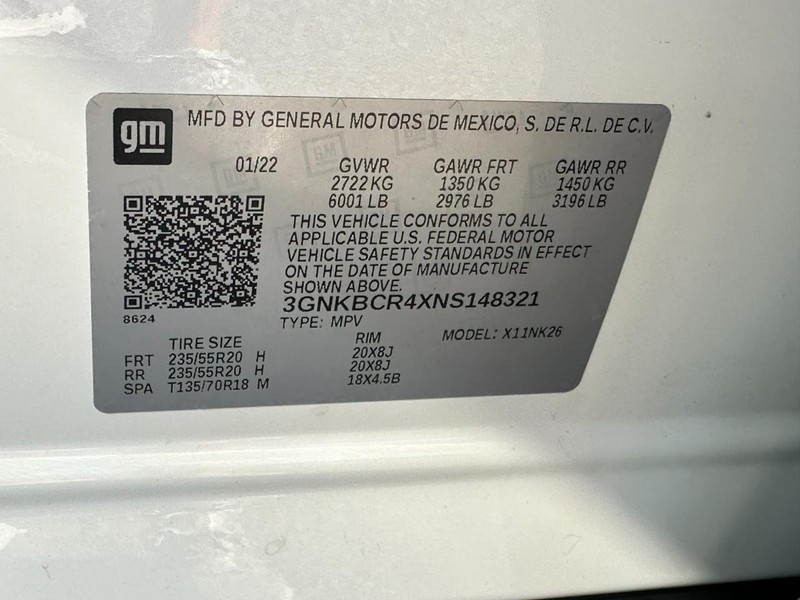 gm
MFD BY GENERAL MOTORS DE MEXICO, S. DE R.L. DE C.V.
01/22 GVWR GAWR FRT GAWR RR
2722 KG 1350 KG 1450 KG
6001 LB 2976 LB 3196 LB
THIS VEHICLE CONFORMS TO ALL
APPLICABLE U.S. FEDERAL MOTOR
VEHICLE SAFETY STANDARDS IN EFFECT
ON THE DATE OF MANUFACTURE
SHOWN ABOVE.
3GNKBCR4XNS148321
8624
TYPE: MPV MODEL: X11NK26
TIRE SIZE RIM
FRT 235/55R20 H 20X8J
RR 235/55R20 H 20X8J
SPA T135/70R18 M 18X4.5B